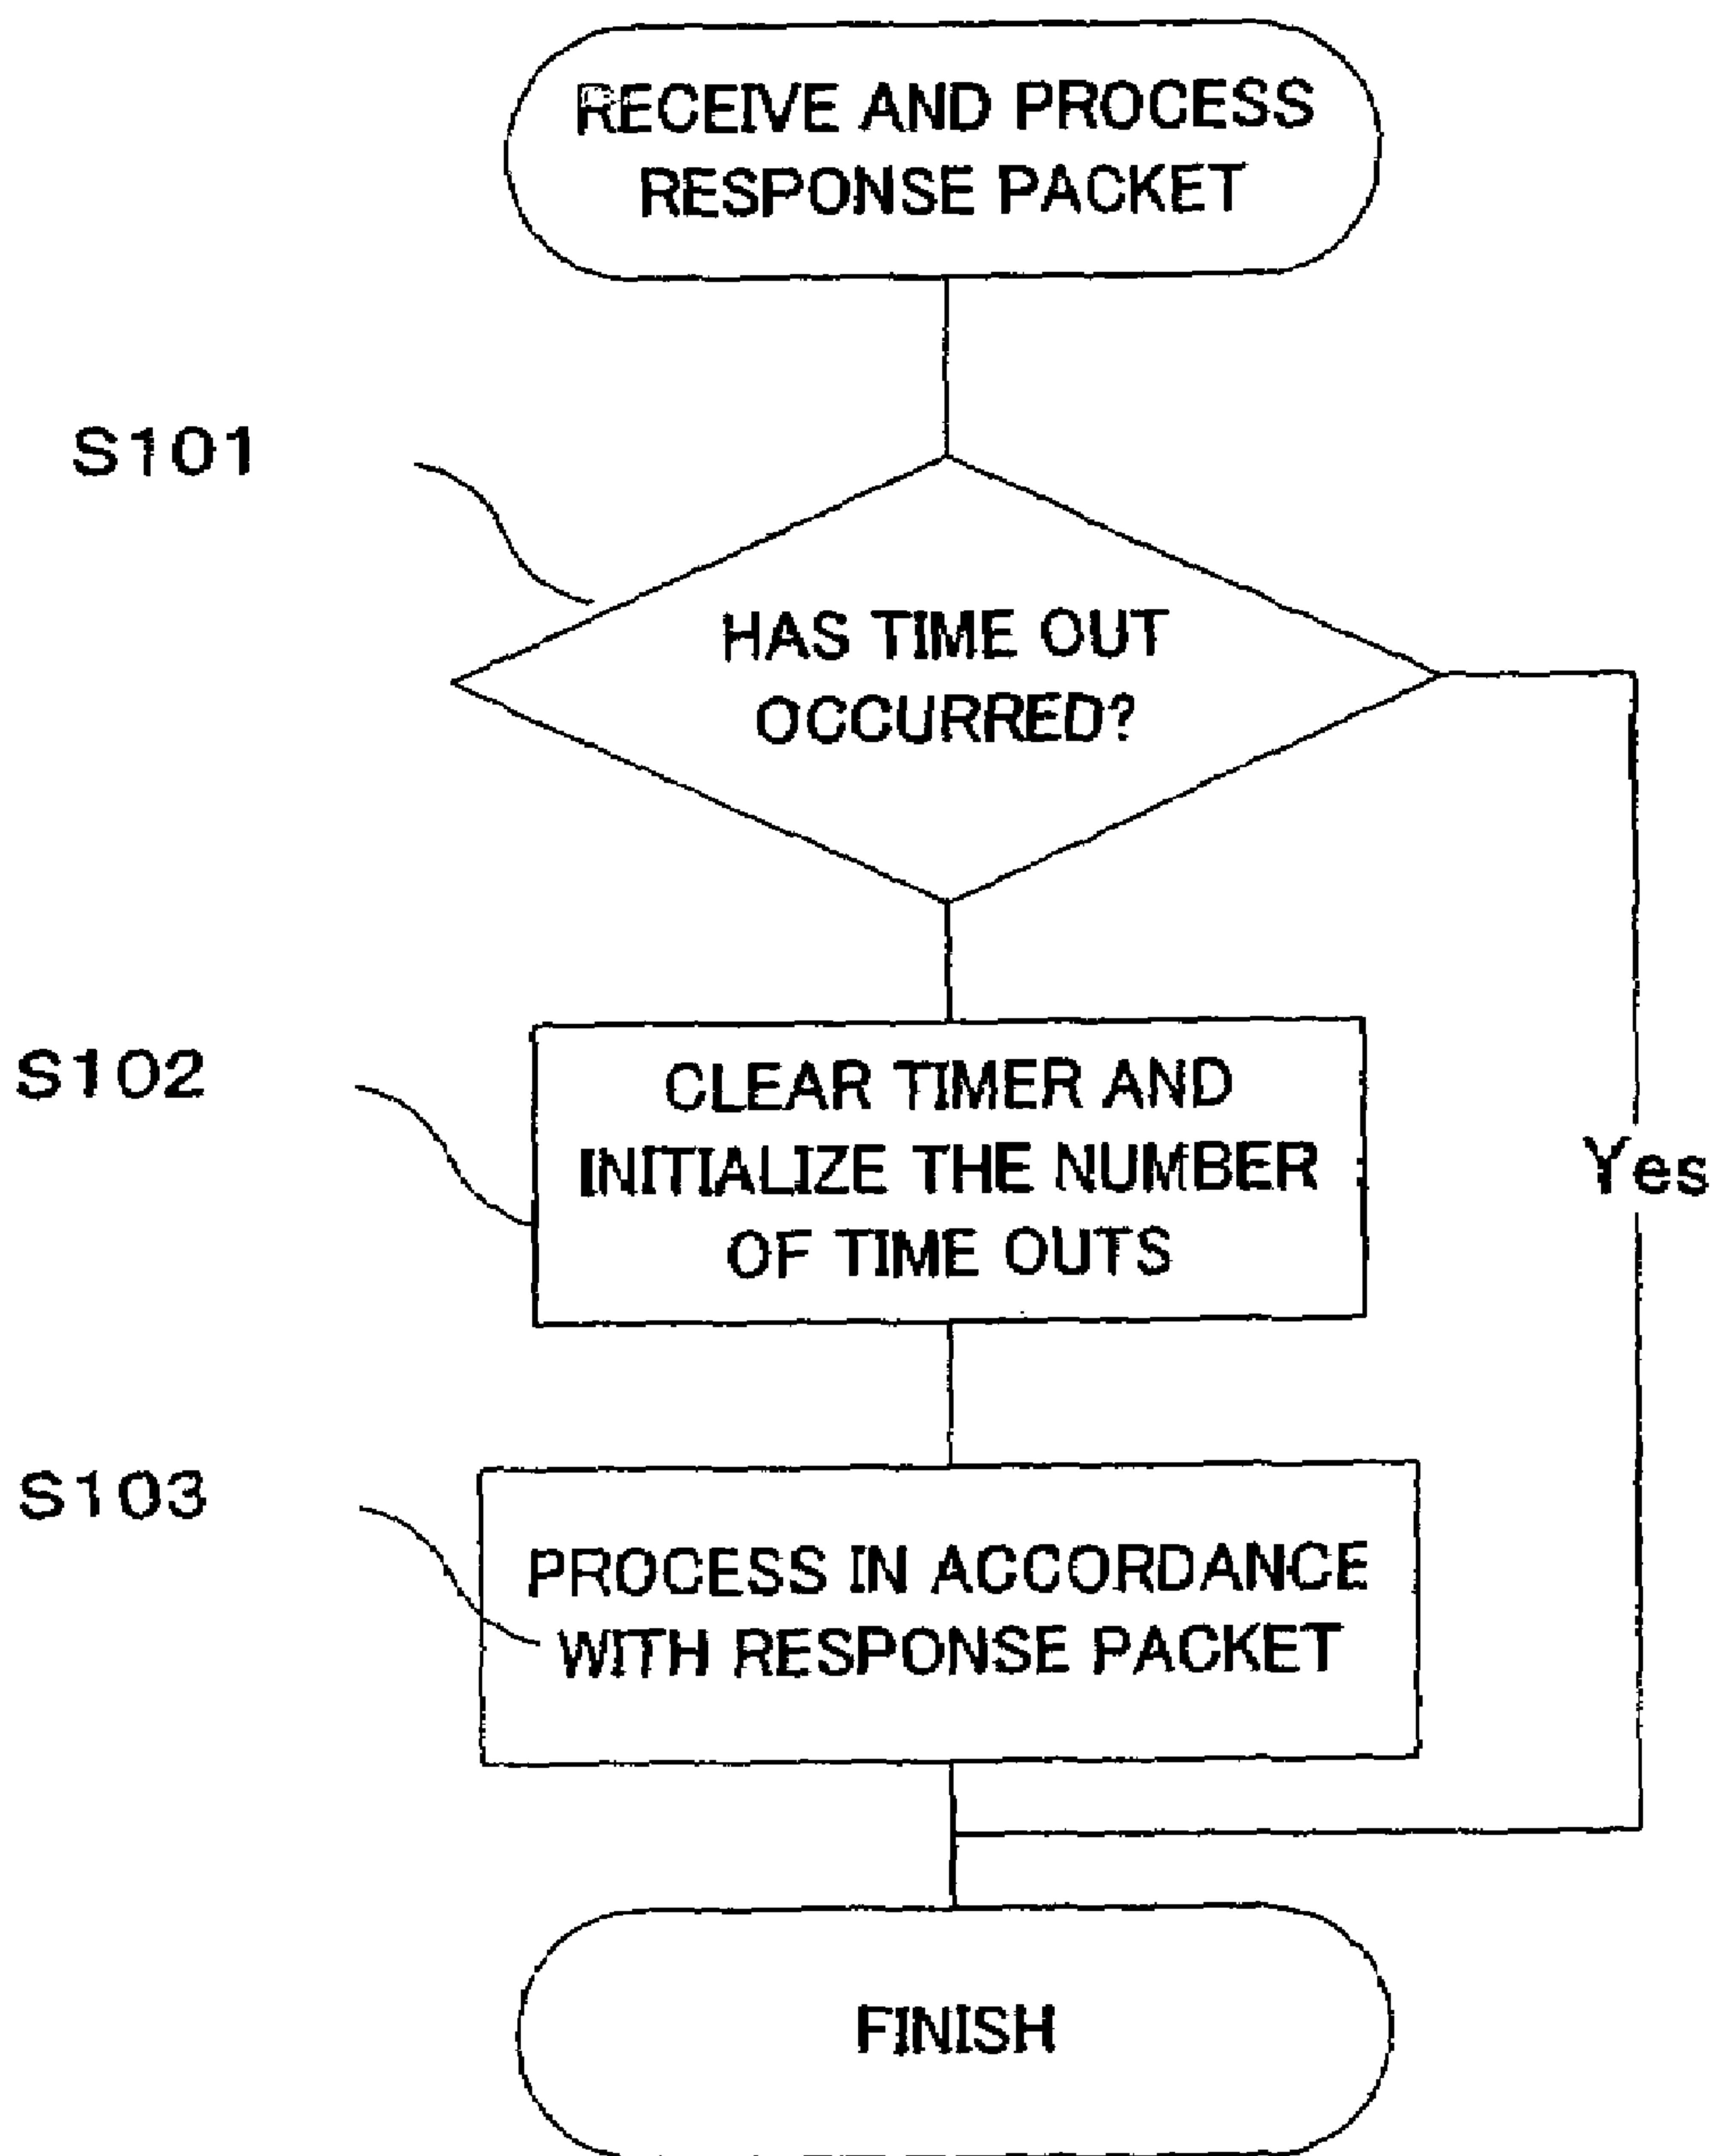 RECEIVE AND PROCESS
RESPONSE PACKET
S101
HAS TIME OUT
OCCURRED?
S102
CLEAR TIMER AND
INITIALIZE THE NUMBER
OF TIME OUTS
Yes
S103
PROCESS IN ACCORDANCE
WITH RESPONSE PACKET
FINISH